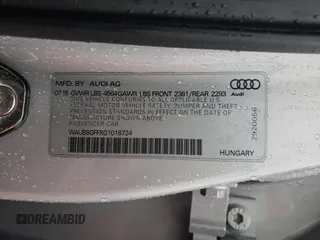 MFD BY AUDI AG
07/15 GVWR LBS 4564 GAWR LBS FRONT 2381/REAR 2293
THIS VEHICLE CONFORMS TO ALL APPLICABLE
FEDERAL MOTOR VEHICLE SAFETY, BUMPER AND
THEFT PREVENTION STANDARDS IN EFFECT ON THE
DATE OF MANUFACTURE SHOWN ABOVE.
PASSENGER CAR
Audi
2920056
HUNGARY
DREAMBID